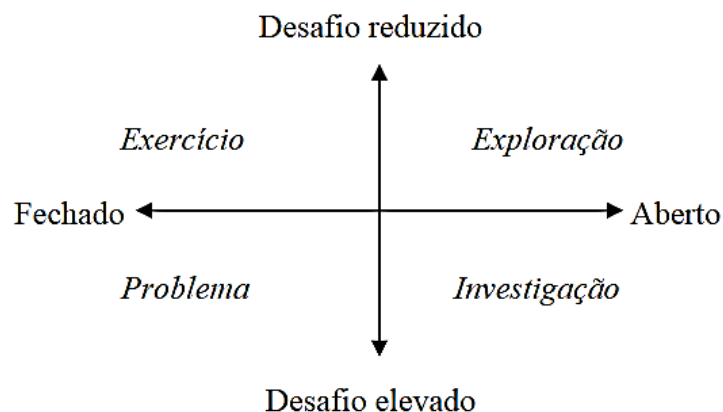 Desafio reduzido
Exercício Exploração
Fechado Aberto
Problema Investigação
Desafio elevado